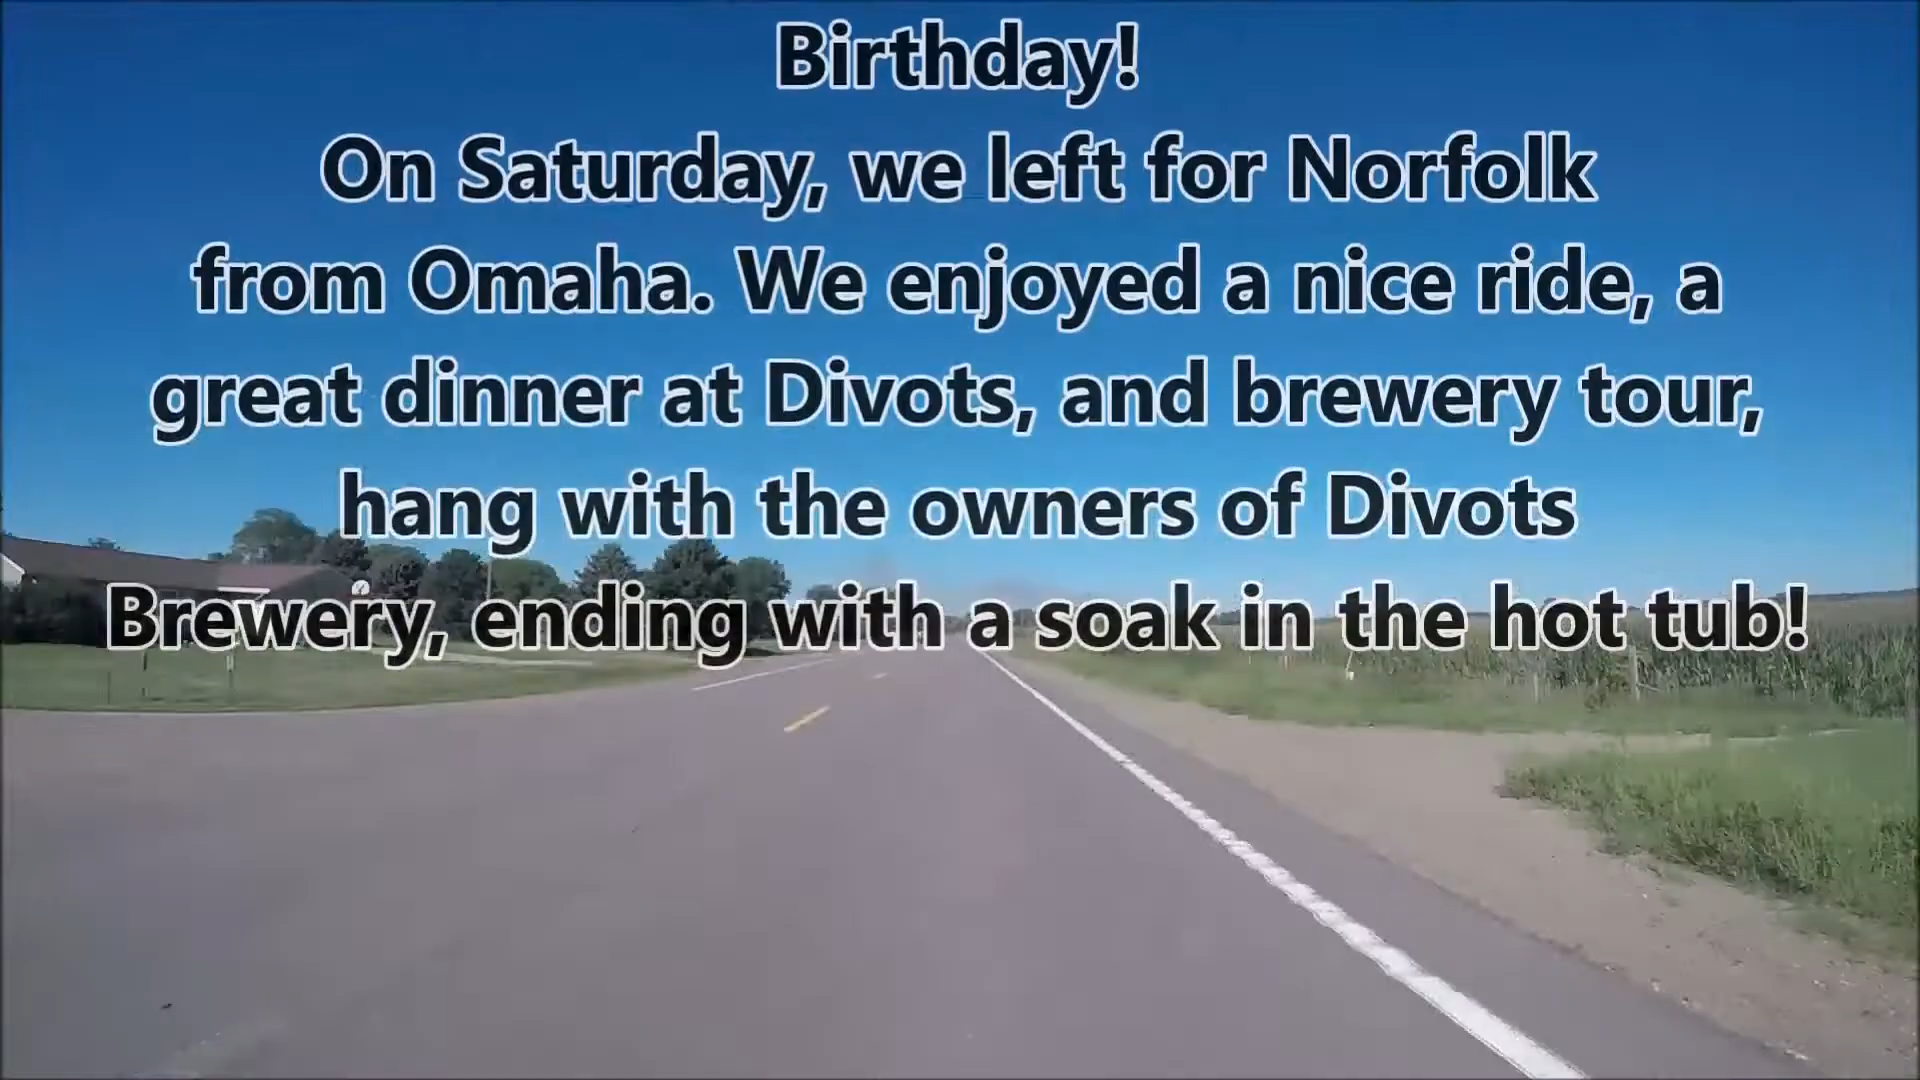 Birthday!
On Saturday, we left for Norfolk
from Omaha. We enjoyed a nice ride, a
great dinner at Divots, and brewery tour,
hang with the owners of Divots
Brewery, ending with a soak in the hot tub!